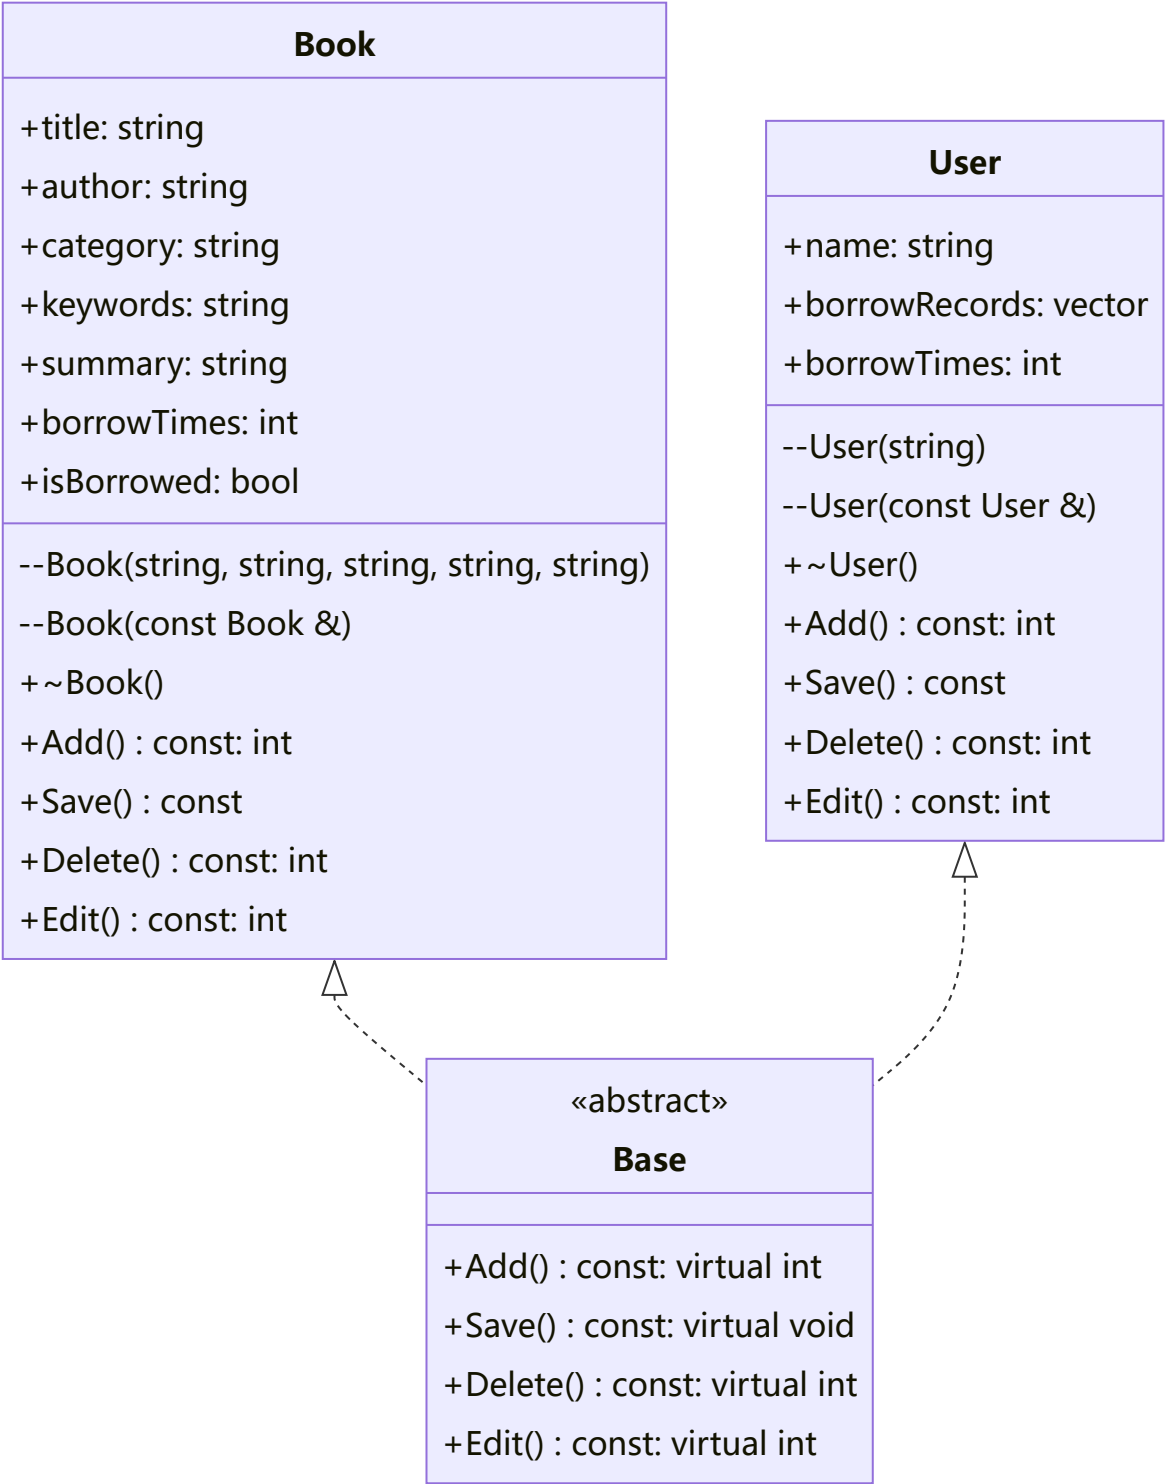 Book
+title: string
+author: string
+category: string
+keywords: string
+summary: string
+borrowTimes: int
+isBorrowed: bool
--Book(string, string, string, string, string)
--Book(const Book &)
+~Book()
+Add() : const: int
+Save() : const
+Delete() : const: int
+Edit() : const: int
User
+name: string
+borrowRecords: vector
+borrowTimes: int
--User(string)
--User(const User &)
+~User()
+Add() : const: int
+Save() : const
+Delete() : const: int
+Edit() : const: int
«abstract»
Base
+Add() : const: virtual int
+Save() : const: virtual void
+Delete() : const: virtual int
+Edit() : const: virtual int